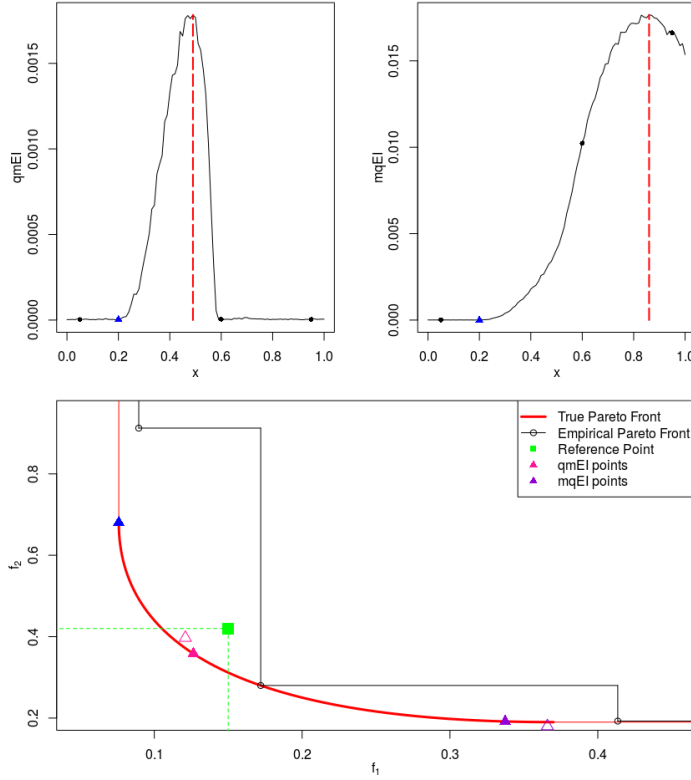 qmEI
0.0000
0.0005
0.0010
0.0015
0.0 0.2 0.4 0.6 0.8 1.0
x
mqEI
0.000
0.005
0.010
0.015
0.0 0.2 0.4 0.6 0.8 1.0
x
True Pareto Front
Empirical Pareto Front
Reference Point
qmEI points
mqEI points
f2
0.2
0.4
0.6
0.8
0.1 0.2 0.3 0.4
f1